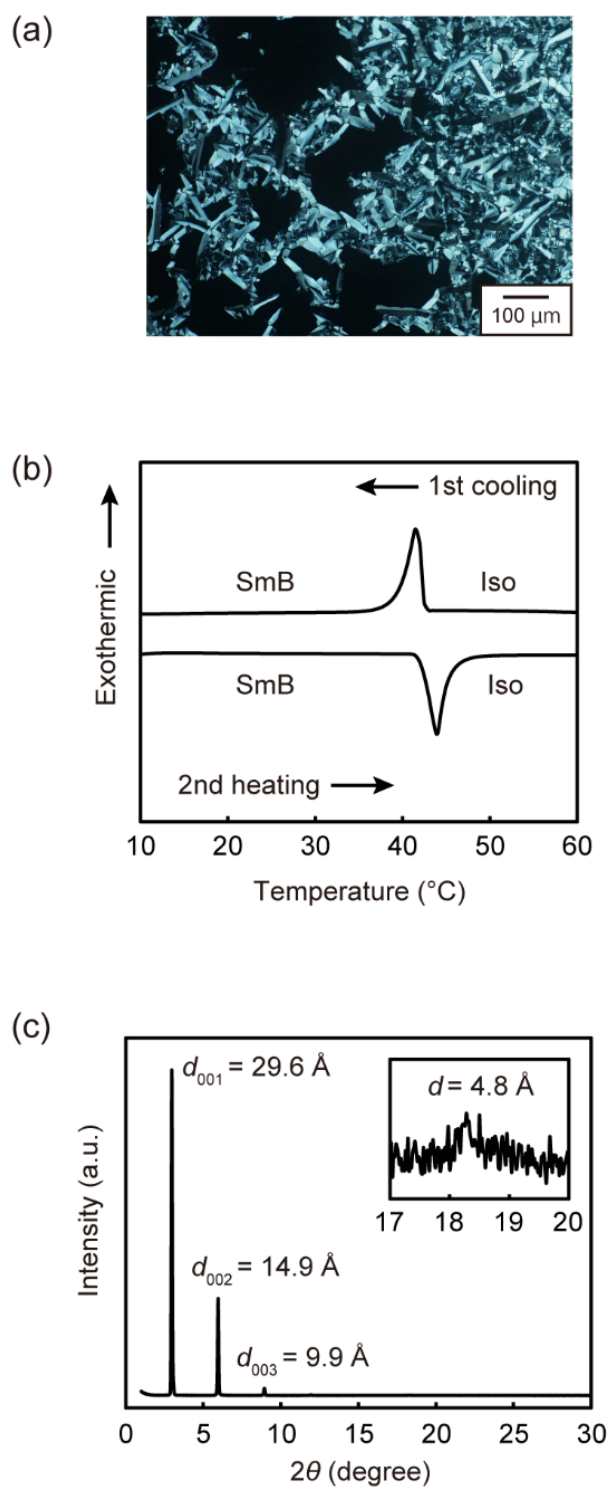 (a)
100 μm
(b)
1st cooling
SmB
Iso
SmB
Iso
2nd heating
Exothermic
10 20 30 40 50 60
Temperature (°C)
(c)
d001 = 29.6 Å
d = 4.8 Å
17 18 19 20
d002 = 14.9 Å
d003 = 9.9 Å
Intensity (a.u.)
0 5 10 15 20 25 30
2θ (degree)